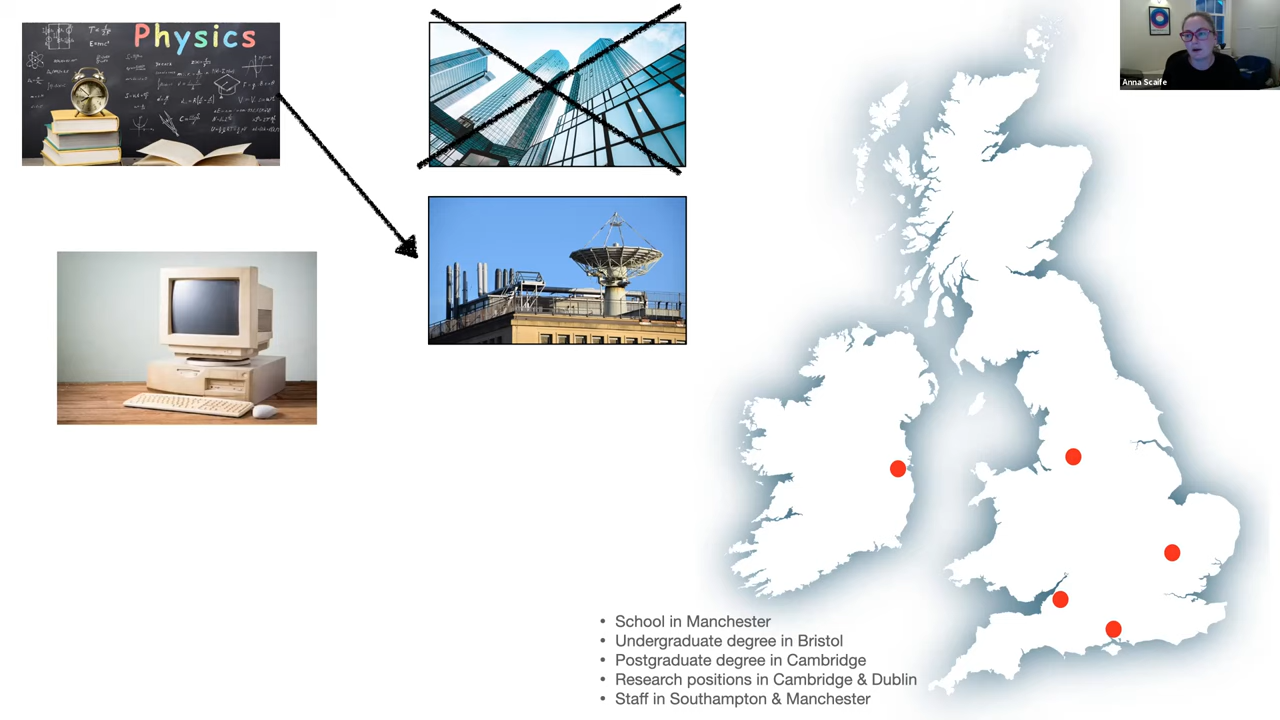 Physics
Anna Scaife
• School in Manchester
• Undergraduate degree in Bristol
• Postgraduate degree in Cambridge
• Research positions in Cambridge & Dublin
• Staff in Southampton & Manchester